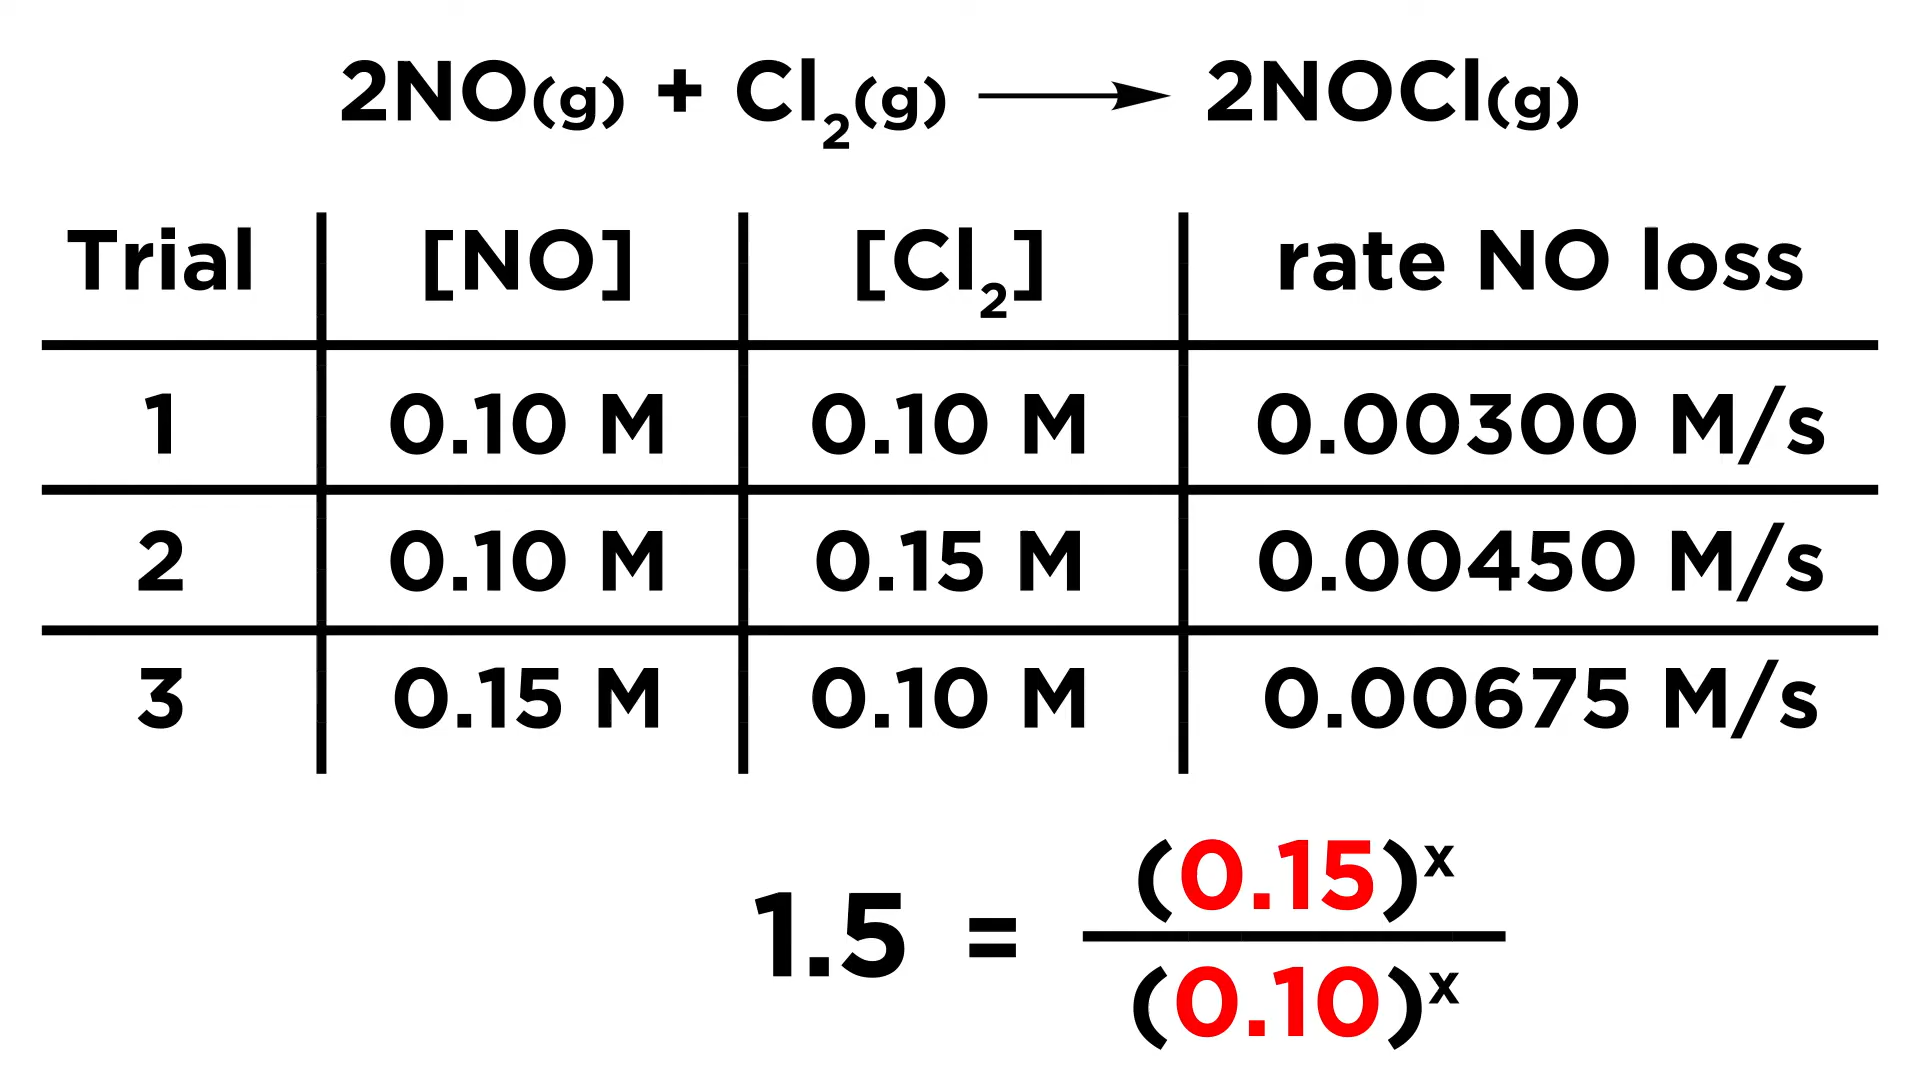 2NO(g) + Cl₂(g) ⟶ 2NOCl(g)
Trial [NO] [Cl₂] rate NO loss
1 0.10 M 0.10 M 0.00300 M/s
2 0.10 M 0.15 M 0.00450 M/s
3 0.15 M 0.10 M 0.00675 M/s
(0.15)ˣ
1.5 =
(0.10)ˣ